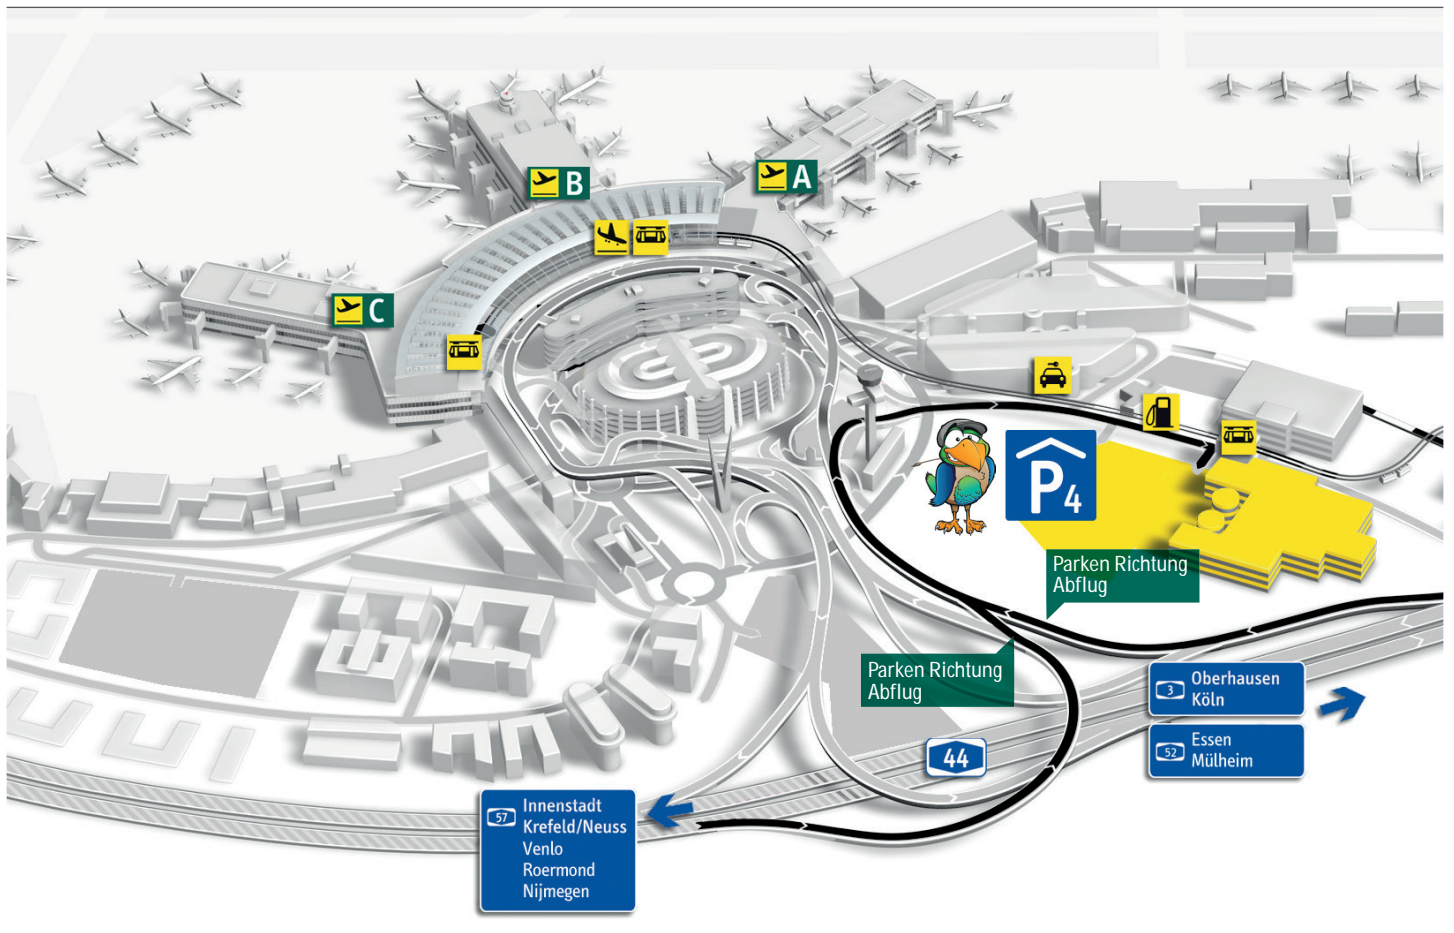 B
A
C
P4
Parken Richtung
Abflug
Parken Richtung
Abflug
3
Oberhausen
Köln
52
Essen
Mülheim
44
57
Innenstadt
Krefeld/Neuss
Venlo
Roermond
Nijmegen